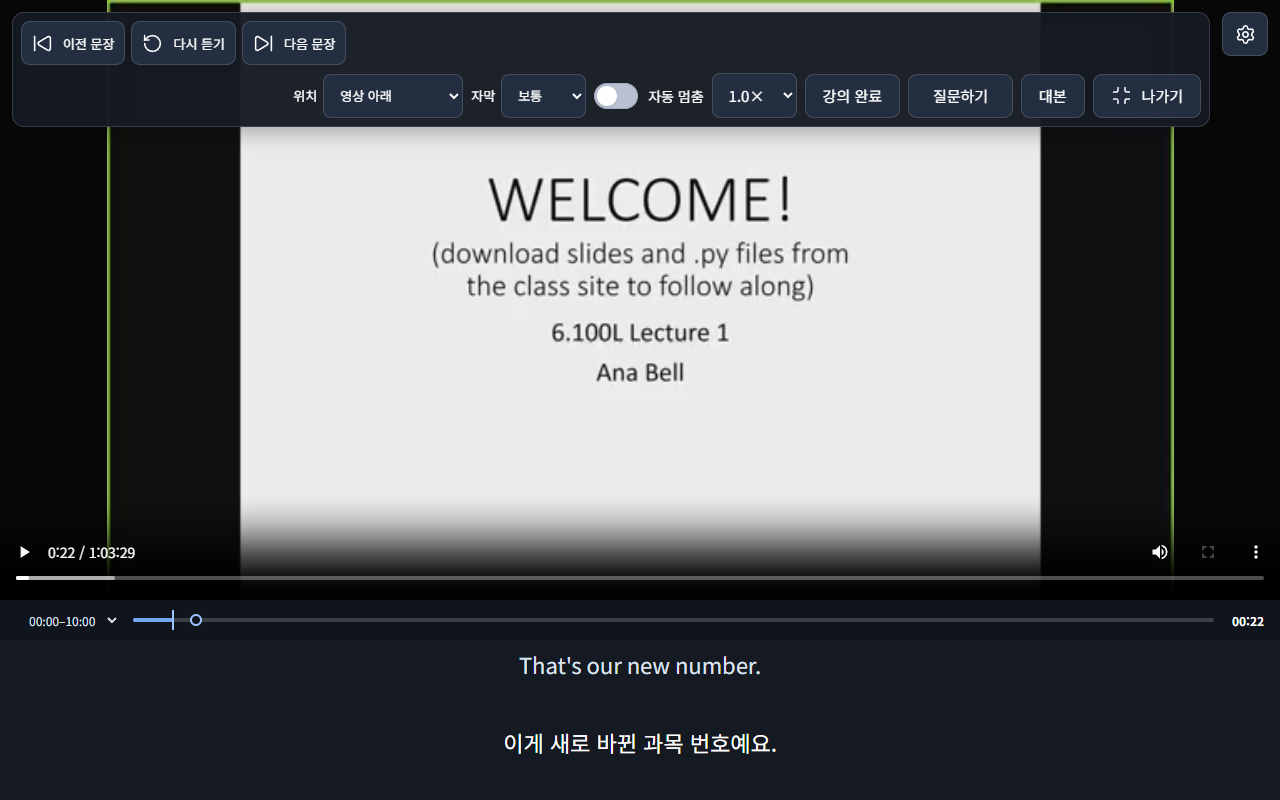 이전 문장 다시 듣기 다음 문장
위치 영상 아래 자막 보통 자동 멈춤 1.0× 강의 완료 질문하기 대본 나가기
WELCOME!
(download slides and .py files from
the class site to follow along)
6.100L Lecture 1
Ana Bell
0:22 / 1:03:29
00:00–10:00 00:22
That's our new number.
이게 새로 바뀐 과목 번호예요.